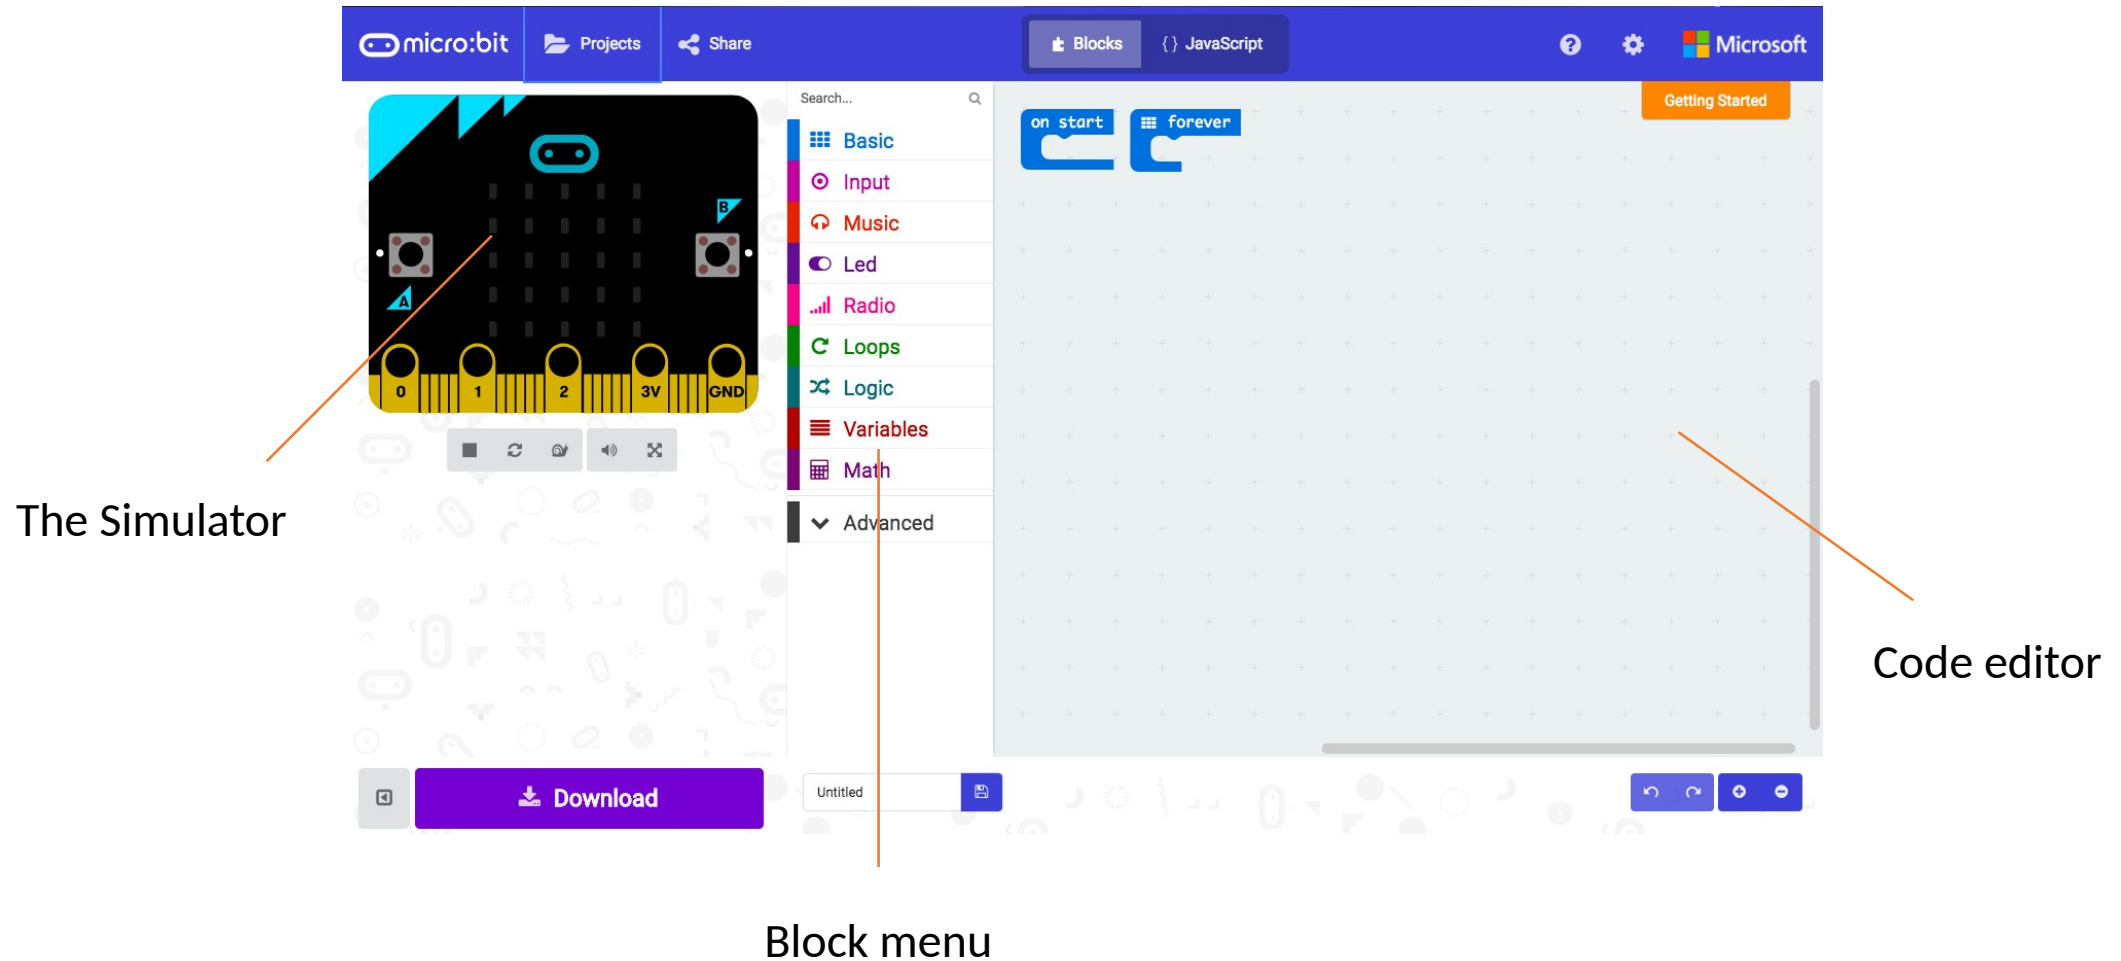 micro:bit Projects Share Blocks {} JavaScript ? Microsoft
Getting Started
Search...
Basic
Input
Music
Led
Radio
Loops
Logic
Variables
Math
Advanced
on start
forever
B
A
0 1 2 3V GND
The Simulator
Code editor
Download
Untitled
Block menu